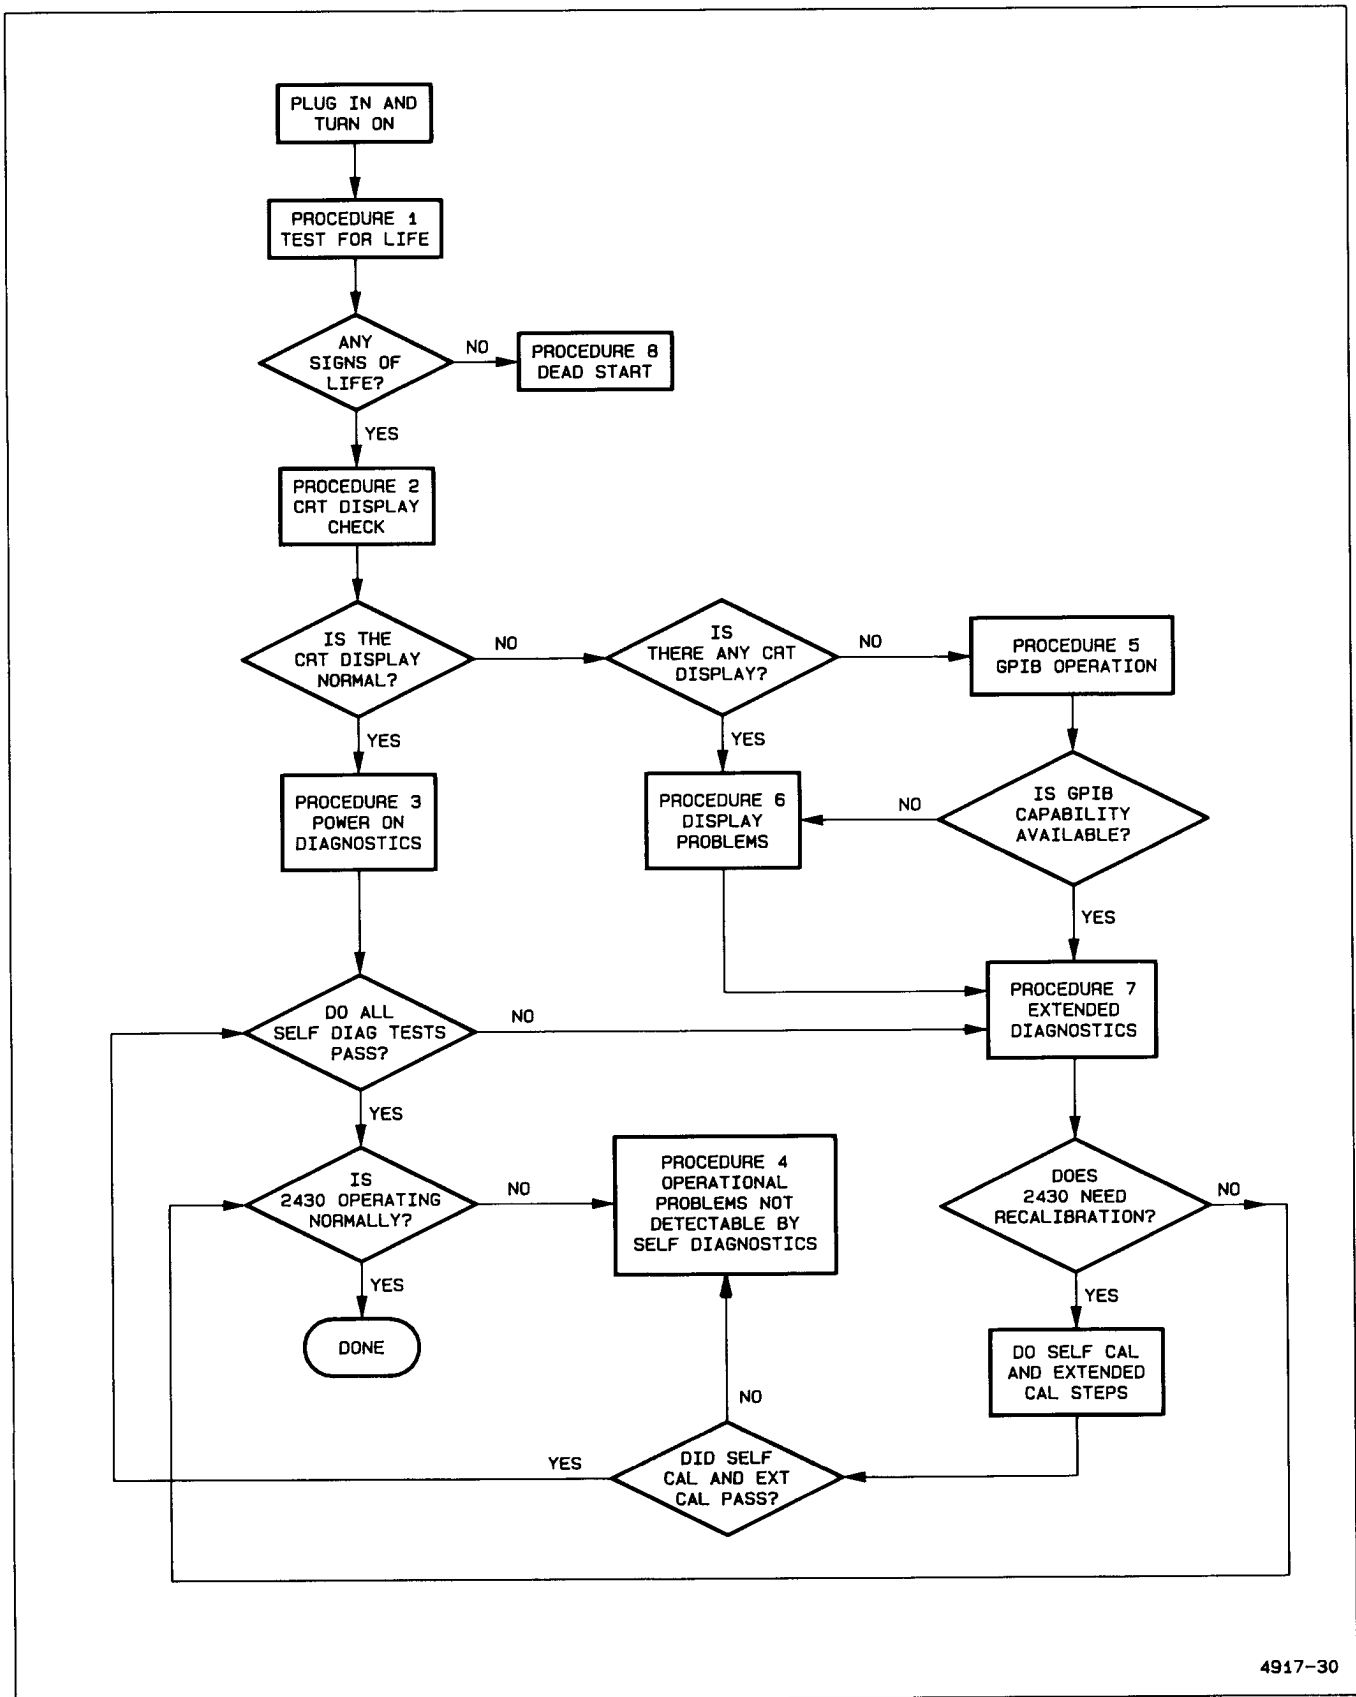 PLUG IN AND
TURN ON
PROCEDURE 1
TEST FOR LIFE
ANY
SIGNS OF
LIFE?
NO
PROCEDURE 8
DEAD START
YES
PROCEDURE 2
CRT DISPLAY
CHECK
IS THE
CRT DISPLAY
NORMAL?
NO
IS
THERE ANY CRT
DISPLAY?
NO
PROCEDURE 5
GPIB OPERATION
YES
YES
PROCEDURE 3
POWER ON
DIAGNOSTICS
PROCEDURE 6
DISPLAY
PROBLEMS
NO
IS GPIB
CAPABILITY
AVAILABLE?
YES
DO ALL
SELF DIAG TESTS
PASS?
NO
PROCEDURE 7
EXTENDED
DIAGNOSTICS
YES
IS
2430 OPERATING
NORMALLY?
NO
PROCEDURE 4
OPERATIONAL
PROBLEMS NOT
DETECTABLE BY
SELF DIAGNOSTICS
DOES
2430 NEED
RECALIBRATION?
NO
YES
DONE
YES
DO SELF CAL
AND EXTENDED
CAL STEPS
NO
YES
DID SELF
CAL AND EXT
CAL PASS?
4917-30